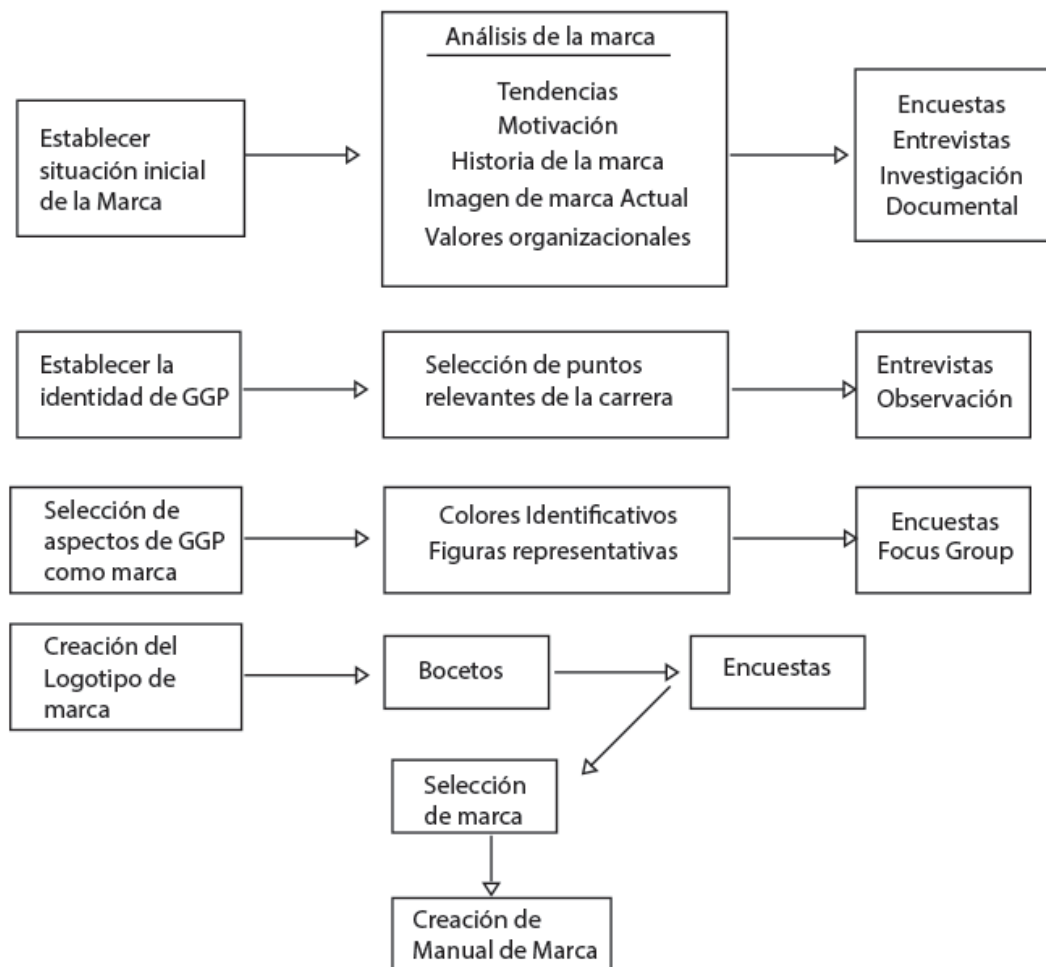 Establecer
situación inicial
de la Marca
Análisis de la marca
Tendencias
Motivación
Historia de la marca
Imagen de marca Actual
Valores organizacionales
Encuestas
Entrevistas
Investigación
Documental
Establecer la
identidad de GGP
Selección de puntos
relevantes de la carrera
Entrevistas
Observación
Selección de
aspectos de GGP
como marca
Colores Identificativos
Figuras representativas
Encuestas
Focus Group
Creación del
Logotipo de
marca
Bocetos
Encuestas
Selección
de marca
Creación de
Manual de Marca